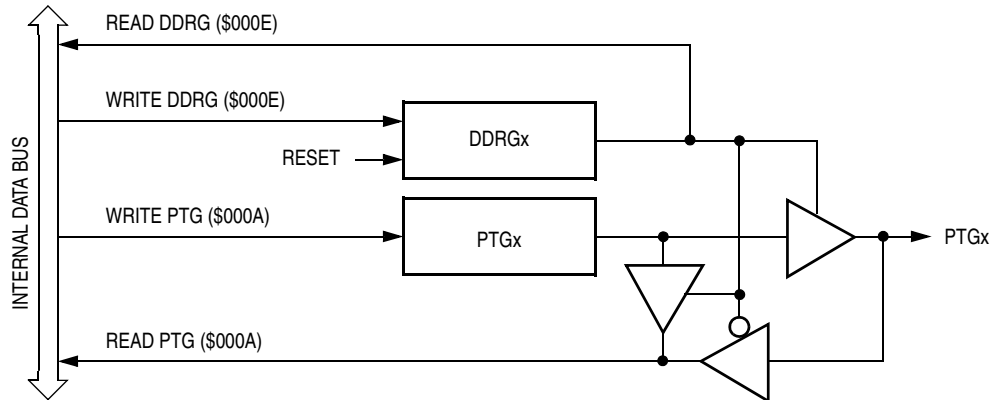 READ DDRG ($000E)
WRITE DDRG ($000E)
DDRGx
RESET
INTERNAL DATA BUS
WRITE PTG ($000A)
PTGx
PTGx
READ PTG ($000A)